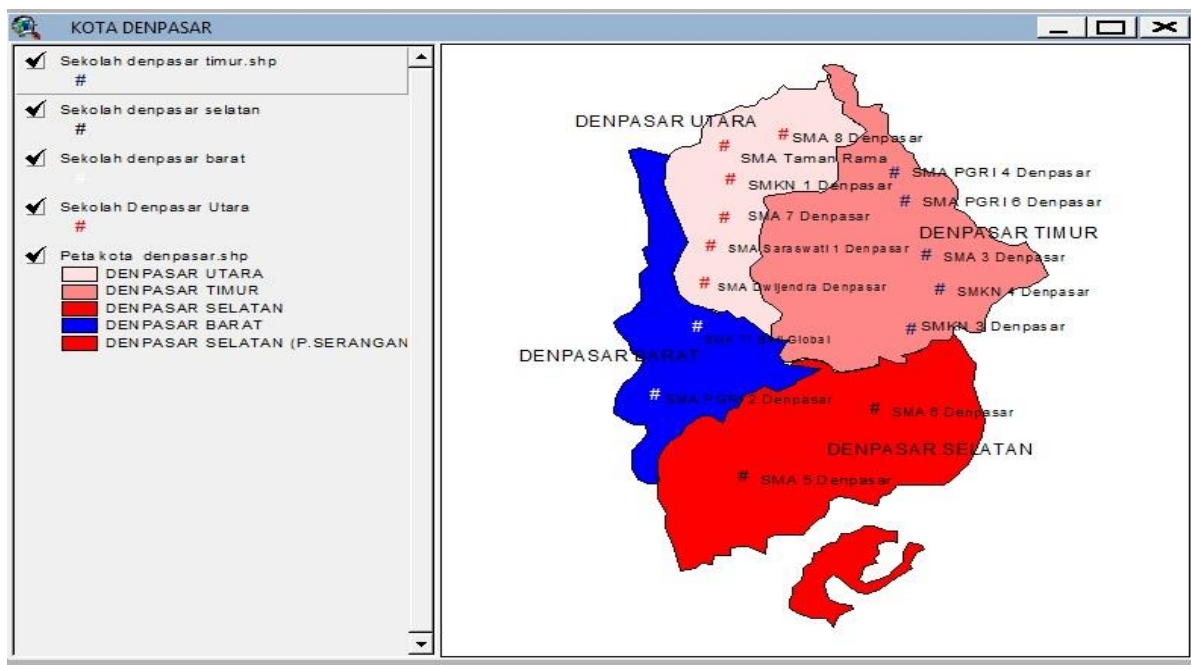 KOTA DENPASAR
Sekolah denpasar timur.shp
#
Sekolah denpasar selatan
#
Sekolah denpasar barat
#
Sekolah Denpasar Utara
#
Peta kota denpasar.shp
DENPASAR UTARA
DENPASAR TIMUR
DENPASAR SELATAN
DENPASAR BARAT
DENPASAR SELATAN (P.SERANGAN
DENPASAR UTARA
# SMA 8 Denpasar
# SMA Taman Rama
# SMKN 1 Denpasar
# SMA PGRI 4 Denpasar
# SMA PGRI 6 Denpasar
# SMA 7 Denpasar
DENPASAR TIMUR
# SMA Saraswati 1 Denpasar
# SMA 3 Denpasar
# SMA Dwijendra Denpasar
# SMKN 4 Denpasar
# SMKN 3 Denpasar
# SMK TI Bali Global
DENPASAR BARAT
# SMA PGRI 2 Denpasar
# SMA 6 Denpasar
DENPASAR SELATAN
# SMA 5 Denpasar